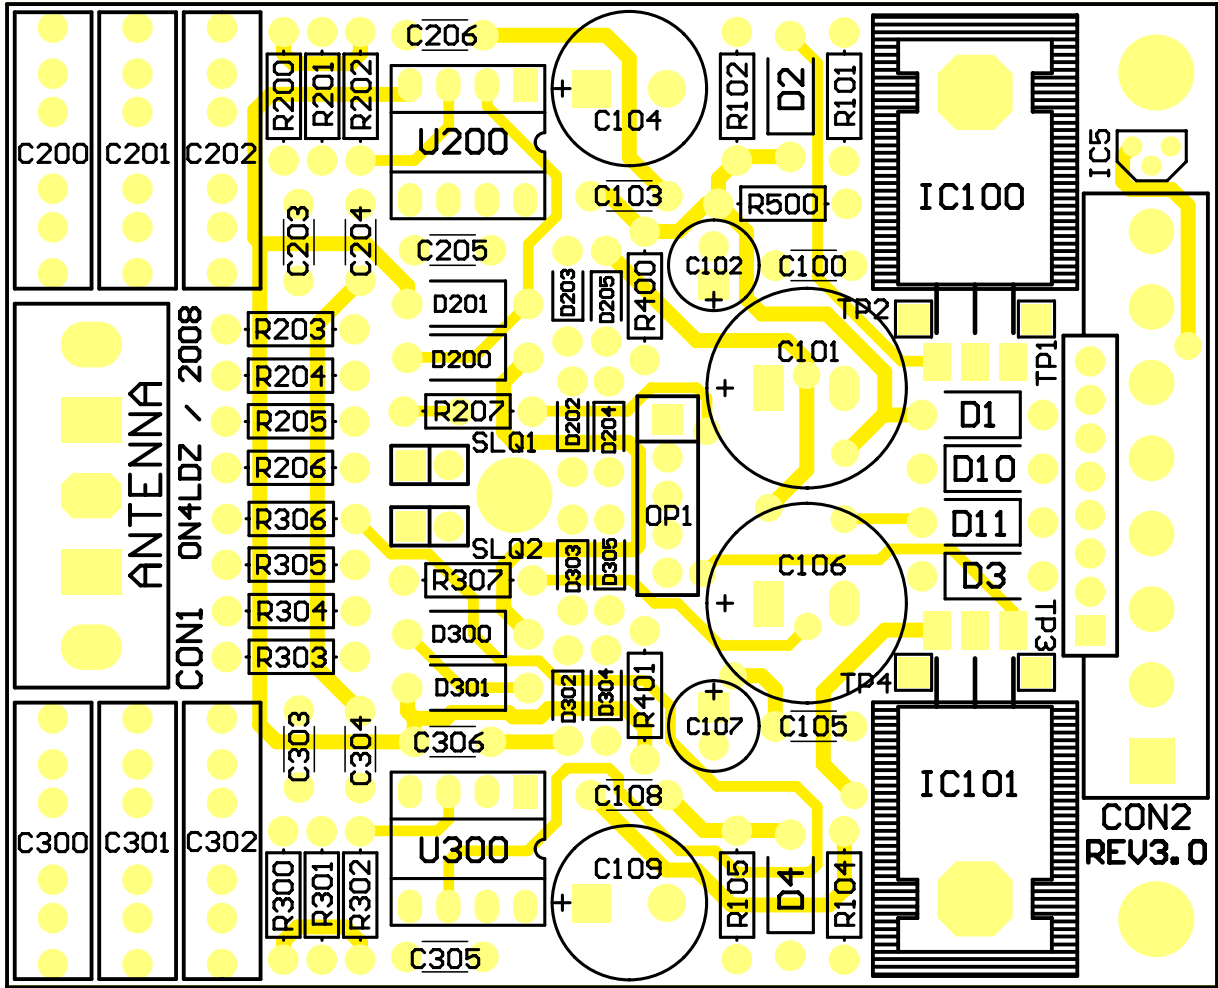 C206
R200
R201
R202
U200
+
C104
R102
D2
R101
C200
C201
C202
IC5
IC100
C103
R500
C203
C204
C205
C102
+
C100
D201
D203
D205
R400
TP2
R203
D200
C101
TP1
R204
+
R205
R207
D202
D204
D1
ANTENNA
ON4LDZ / 2008
SLQ1
R206
D10
R306
OP1
D11
SLQ2
R305
R307
D303
D305
C106
D3
R304
+
D300
TP3
CON1
R303
D301
D302
D304
R401
+
TP4
C107
C105
C303
C304
C306
IC101
C108
CON2
REV3.0
C300
C301
C302
U300
C109
R300
R301
R302
+
R105
D4
R104
C305